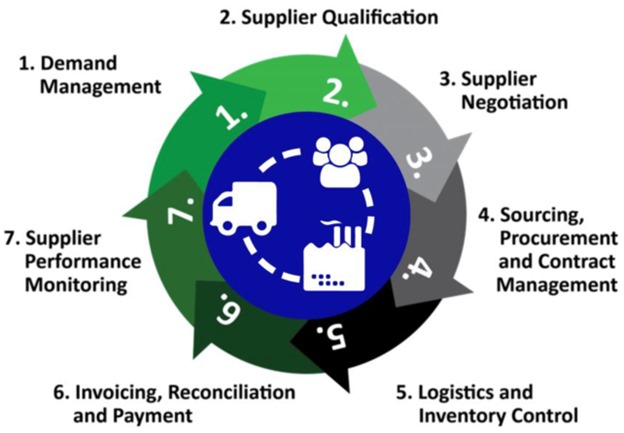 2. Supplier Qualification
1. Demand
Management
3. Supplier
Negotiation
4. Sourcing,
Procurement
and Contract
Management
5. Logistics and
Inventory Control
6. Invoicing, Reconciliation
and Payment
7. Supplier
Performance
Monitoring
1.
2.
3.
4.
5.
6.
7.